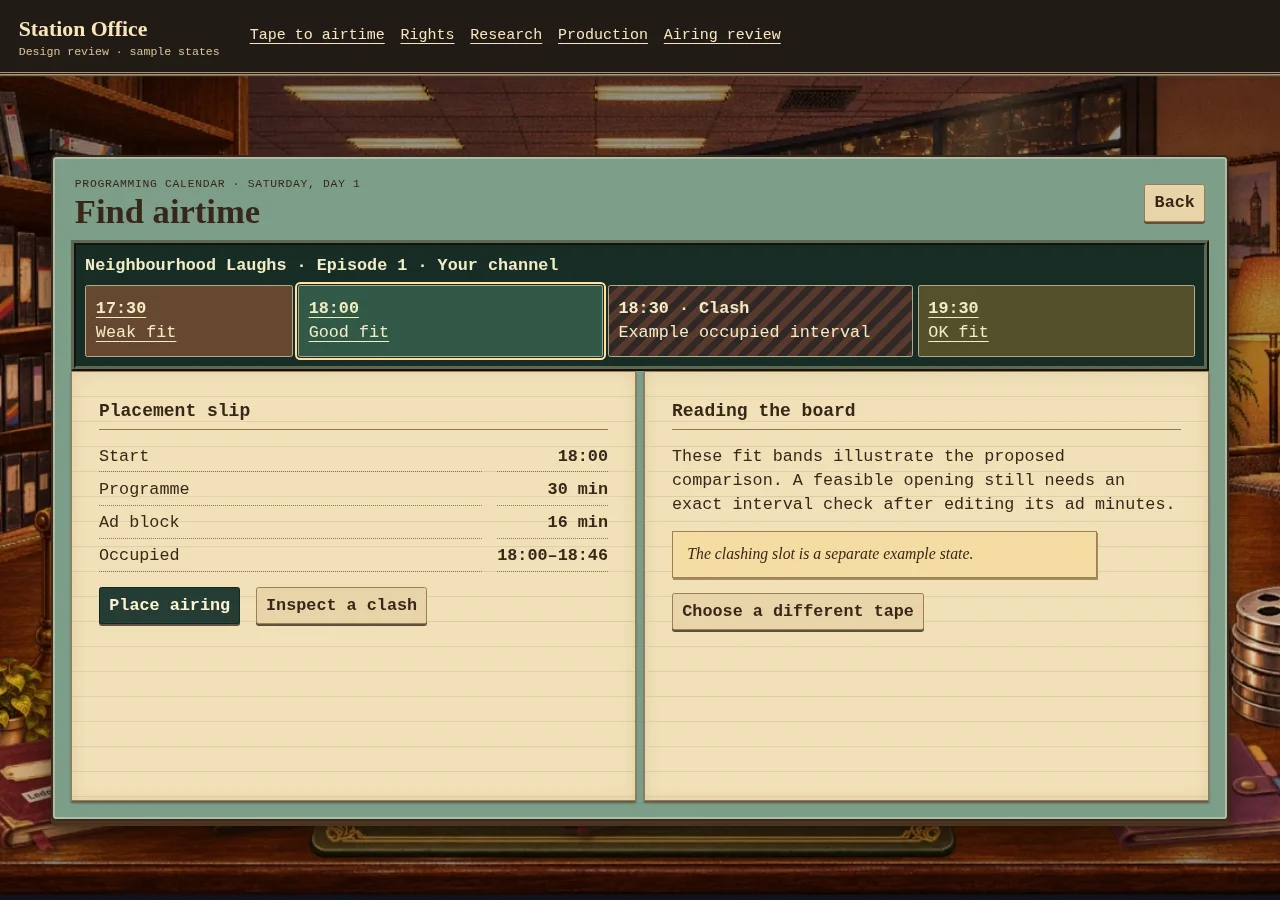 Station Office
Design review · sample states
Tape to airtime Rights Research Production Airing review
PROGRAMMING CALENDAR · SATURDAY, DAY 1
Find airtime
Back
Neighbourhood Laughs · Episode 1 · Your channel
17:30
Weak fit
18:00
Good fit
18:30 · Clash
Example occupied interval
19:30
OK fit
Placement slip
Start 18:00
Programme 30 min
Ad block 16 min
Occupied 18:00–18:46
Place airing
Inspect a clash
Reading the board
These fit bands illustrate the proposed
comparison. A feasible opening still needs an
exact interval check after editing its ad minutes.
The clashing slot is a separate example state.
Choose a different tape